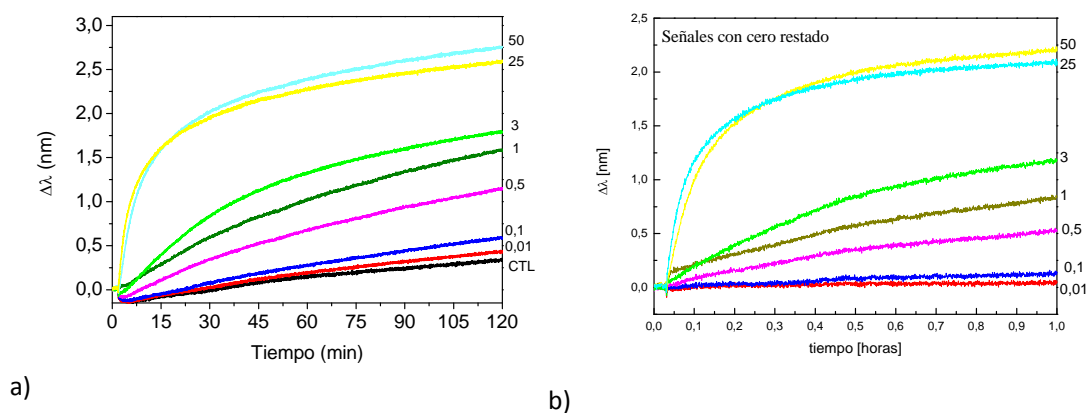 3,0
2,5
2,0
1,5
1,0
0,5
0,0
Δλ (nm)
0 15 30 45 60 75 90 105 120
Tiempo (min)
50
25
3
1
0,5
0,1
0,01
CTL
a)
Señales con cero restado
2,5
2,0
1,5
1,0
0,5
0,0
Δλ [nm]
0,0 0,1 0,2 0,3 0,4 0,5 0,6 0,7 0,8 0,9 1,0
tiempo [horas]
50
25
3
1
0,5
0,1
0,01
b)